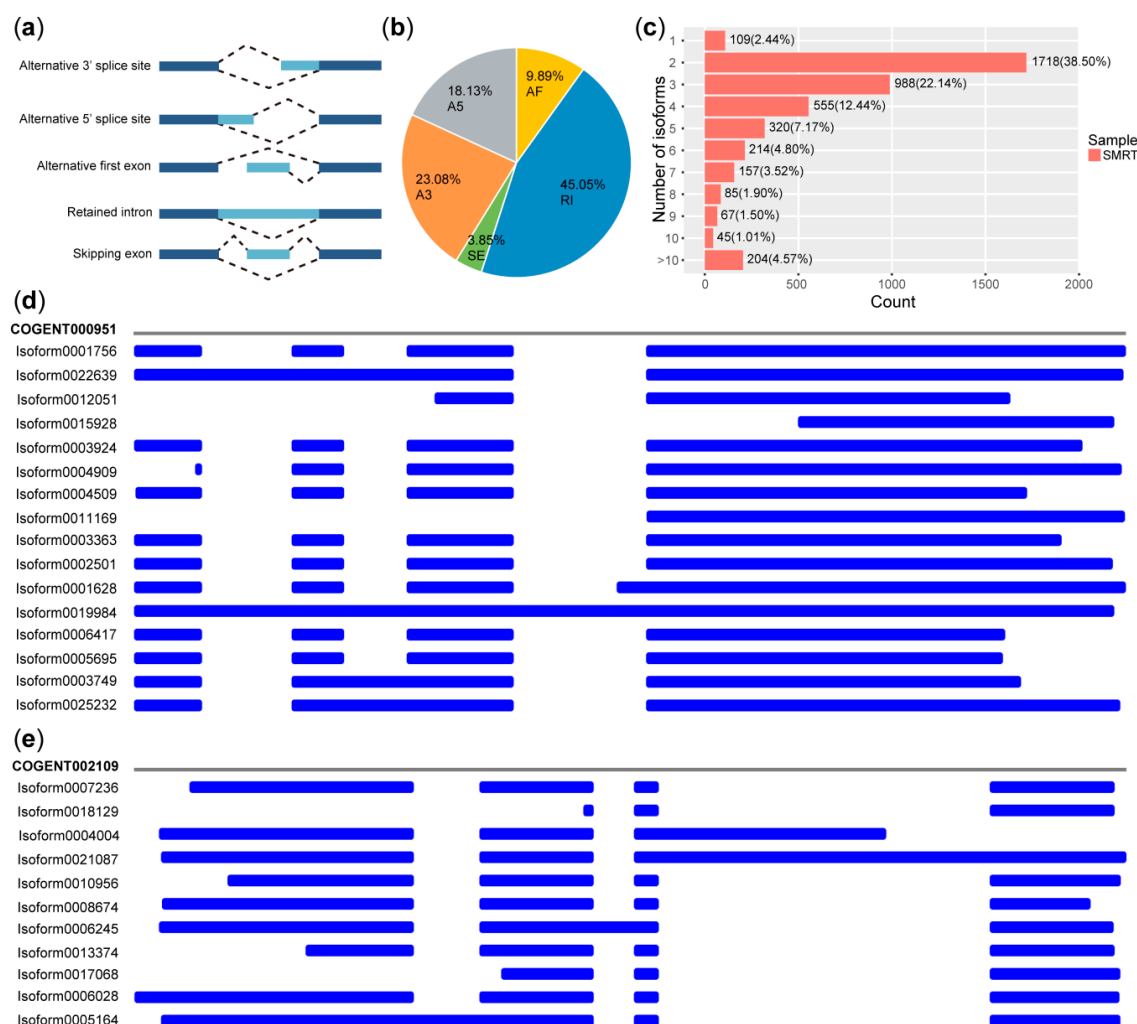 (a)
Alternative 3' splice site
Alternative 5' splice site
Alternative first exon
Retained intron
Skipping exon
(b)
9.89%
AF
18.13%
A5
45.05%
RI
23.08%
A3
3.85%
SE
(c)
Number of isoforms
1
109(2.44%)
2
1718(38.50%)
3
988(22.14%)
4
555(12.44%)
5
320(7.17%)
6
214(4.80%)
7
157(3.52%)
8
85(1.90%)
9
67(1.50%)
10
45(1.01%)
>10
204(4.57%)
0
500
1000
1500
2000
Count
Sample
SMRT
(d)
COGENT000951
Isoform0001756
Isoform0022639
Isoform0012051
Isoform0015928
Isoform0003924
Isoform0004909
Isoform0004509
Isoform0011169
Isoform0003363
Isoform0002501
Isoform0001628
Isoform0019984
Isoform0006417
Isoform0005695
Isoform0003749
Isoform0025232
(e)
COGENT002109
Isoform0007236
Isoform0018129
Isoform0004004
Isoform0021087
Isoform0010956
Isoform0008674
Isoform0006245
Isoform0013374
Isoform0017068
Isoform0006028
Isoform0005164